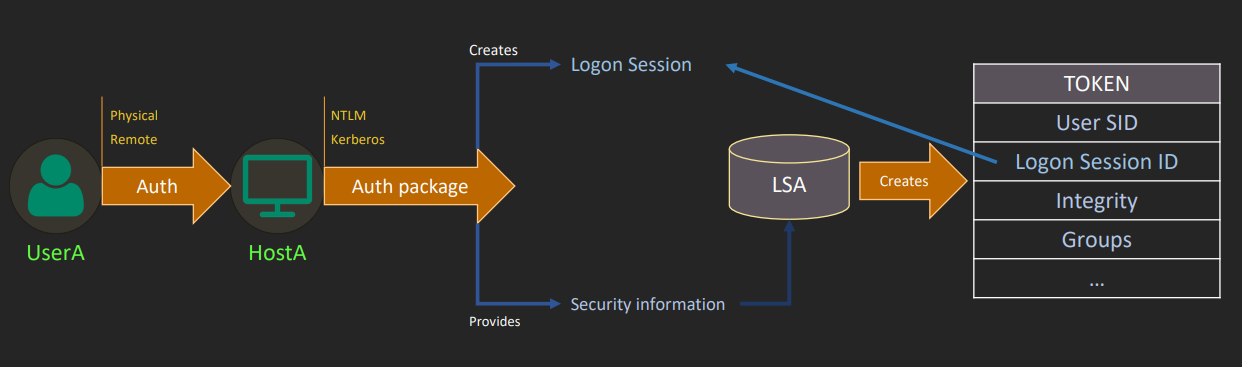 Physical
Remote
Auth
UserA
HostA
NTLM
Kerberos
Auth package
Creates
Logon Session
Provides
Security information
LSA
Creates
TOKEN
User SID
Logon Session ID
Integrity
Groups
...